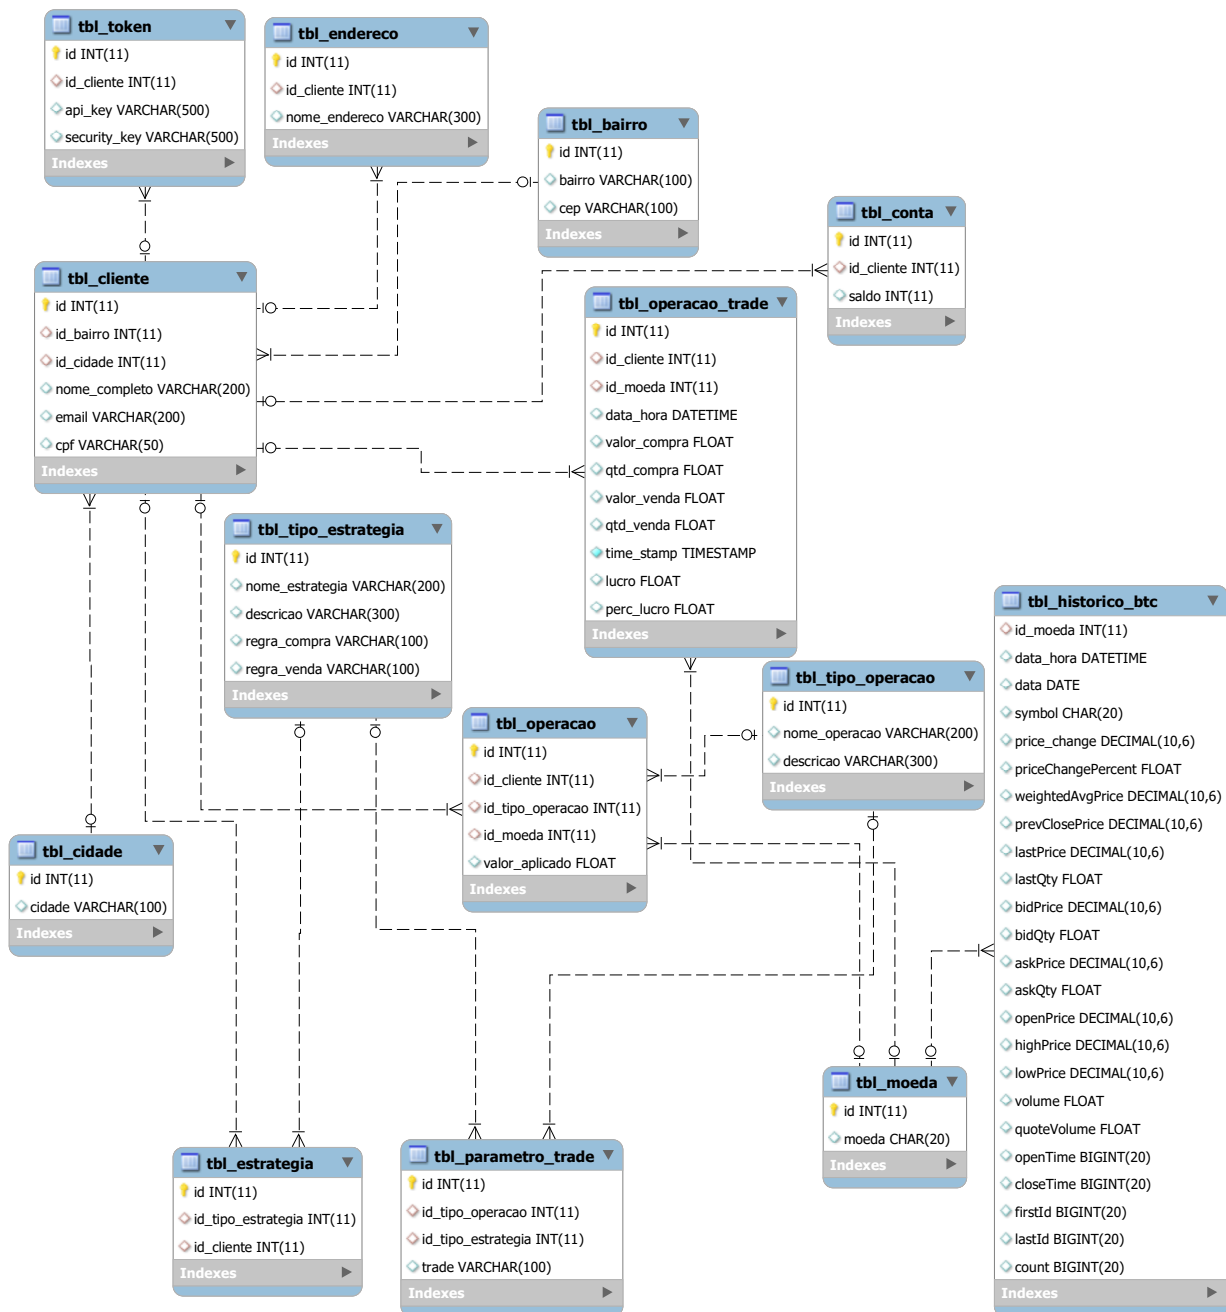 tbl_token
id INT(11)
id_cliente INT(11)
api_key VARCHAR(500)
security_key VARCHAR(500)
Indexes
tbl_endereco
id INT(11)
id_cliente INT(11)
nome_endereco VARCHAR(300)
Indexes
tbl_bairro
id INT(11)
bairro VARCHAR(100)
cep VARCHAR(100)
Indexes
tbl_conta
id INT(11)
id_cliente INT(11)
saldo INT(11)
Indexes
tbl_cliente
id INT(11)
id_bairro INT(11)
id_cidade INT(11)
nome_completo VARCHAR(200)
email VARCHAR(200)
cpf VARCHAR(50)
Indexes
tbl_operacao_trade
id INT(11)
id_cliente INT(11)
id_moeda INT(11)
data_hora DATETIME
valor_compra FLOAT
qtd_compra FLOAT
valor_venda FLOAT
qtd_venda FLOAT
time_stamp TIMESTAMP
lucro FLOAT
perc_lucro FLOAT
Indexes
tbl_tipo_estrategia
id INT(11)
nome_estrategia VARCHAR(200)
descricao VARCHAR(300)
regra_compra VARCHAR(100)
regra_venda VARCHAR(100)
Indexes
tbl_historico_btc
id_moeda INT(11)
data_hora DATETIME
data DATE
symbol CHAR(20)
price_change DECIMAL(10,6)
priceChangePercent FLOAT
weightedAvgPrice DECIMAL(10,6)
prevClosePrice DECIMAL(10,6)
lastPrice DECIMAL(10,6)
lastQty FLOAT
bidPrice DECIMAL(10,6)
bidQty FLOAT
askPrice DECIMAL(10,6)
askQty FLOAT
openPrice DECIMAL(10,6)
highPrice DECIMAL(10,6)
lowPrice DECIMAL(10,6)
volume FLOAT
quoteVolume FLOAT
openTime BIGINT(20)
closeTime BIGINT(20)
firstId BIGINT(20)
lastId BIGINT(20)
count BIGINT(20)
Indexes
tbl_tipo_operacao
id INT(11)
nome_operacao VARCHAR(200)
descricao VARCHAR(300)
Indexes
tbl_operacao
id INT(11)
id_cliente INT(11)
id_tipo_operacao INT(11)
id_moeda INT(11)
valor_aplicado FLOAT
Indexes
tbl_cidade
id INT(11)
cidade VARCHAR(100)
Indexes
tbl_moeda
id INT(11)
moeda CHAR(20)
Indexes
tbl_estrategia
id INT(11)
id_tipo_estrategia INT(11)
id_cliente INT(11)
Indexes
tbl_parametro_trade
id INT(11)
id_tipo_operacao INT(11)
id_tipo_estrategia INT(11)
trade VARCHAR(100)
Indexes